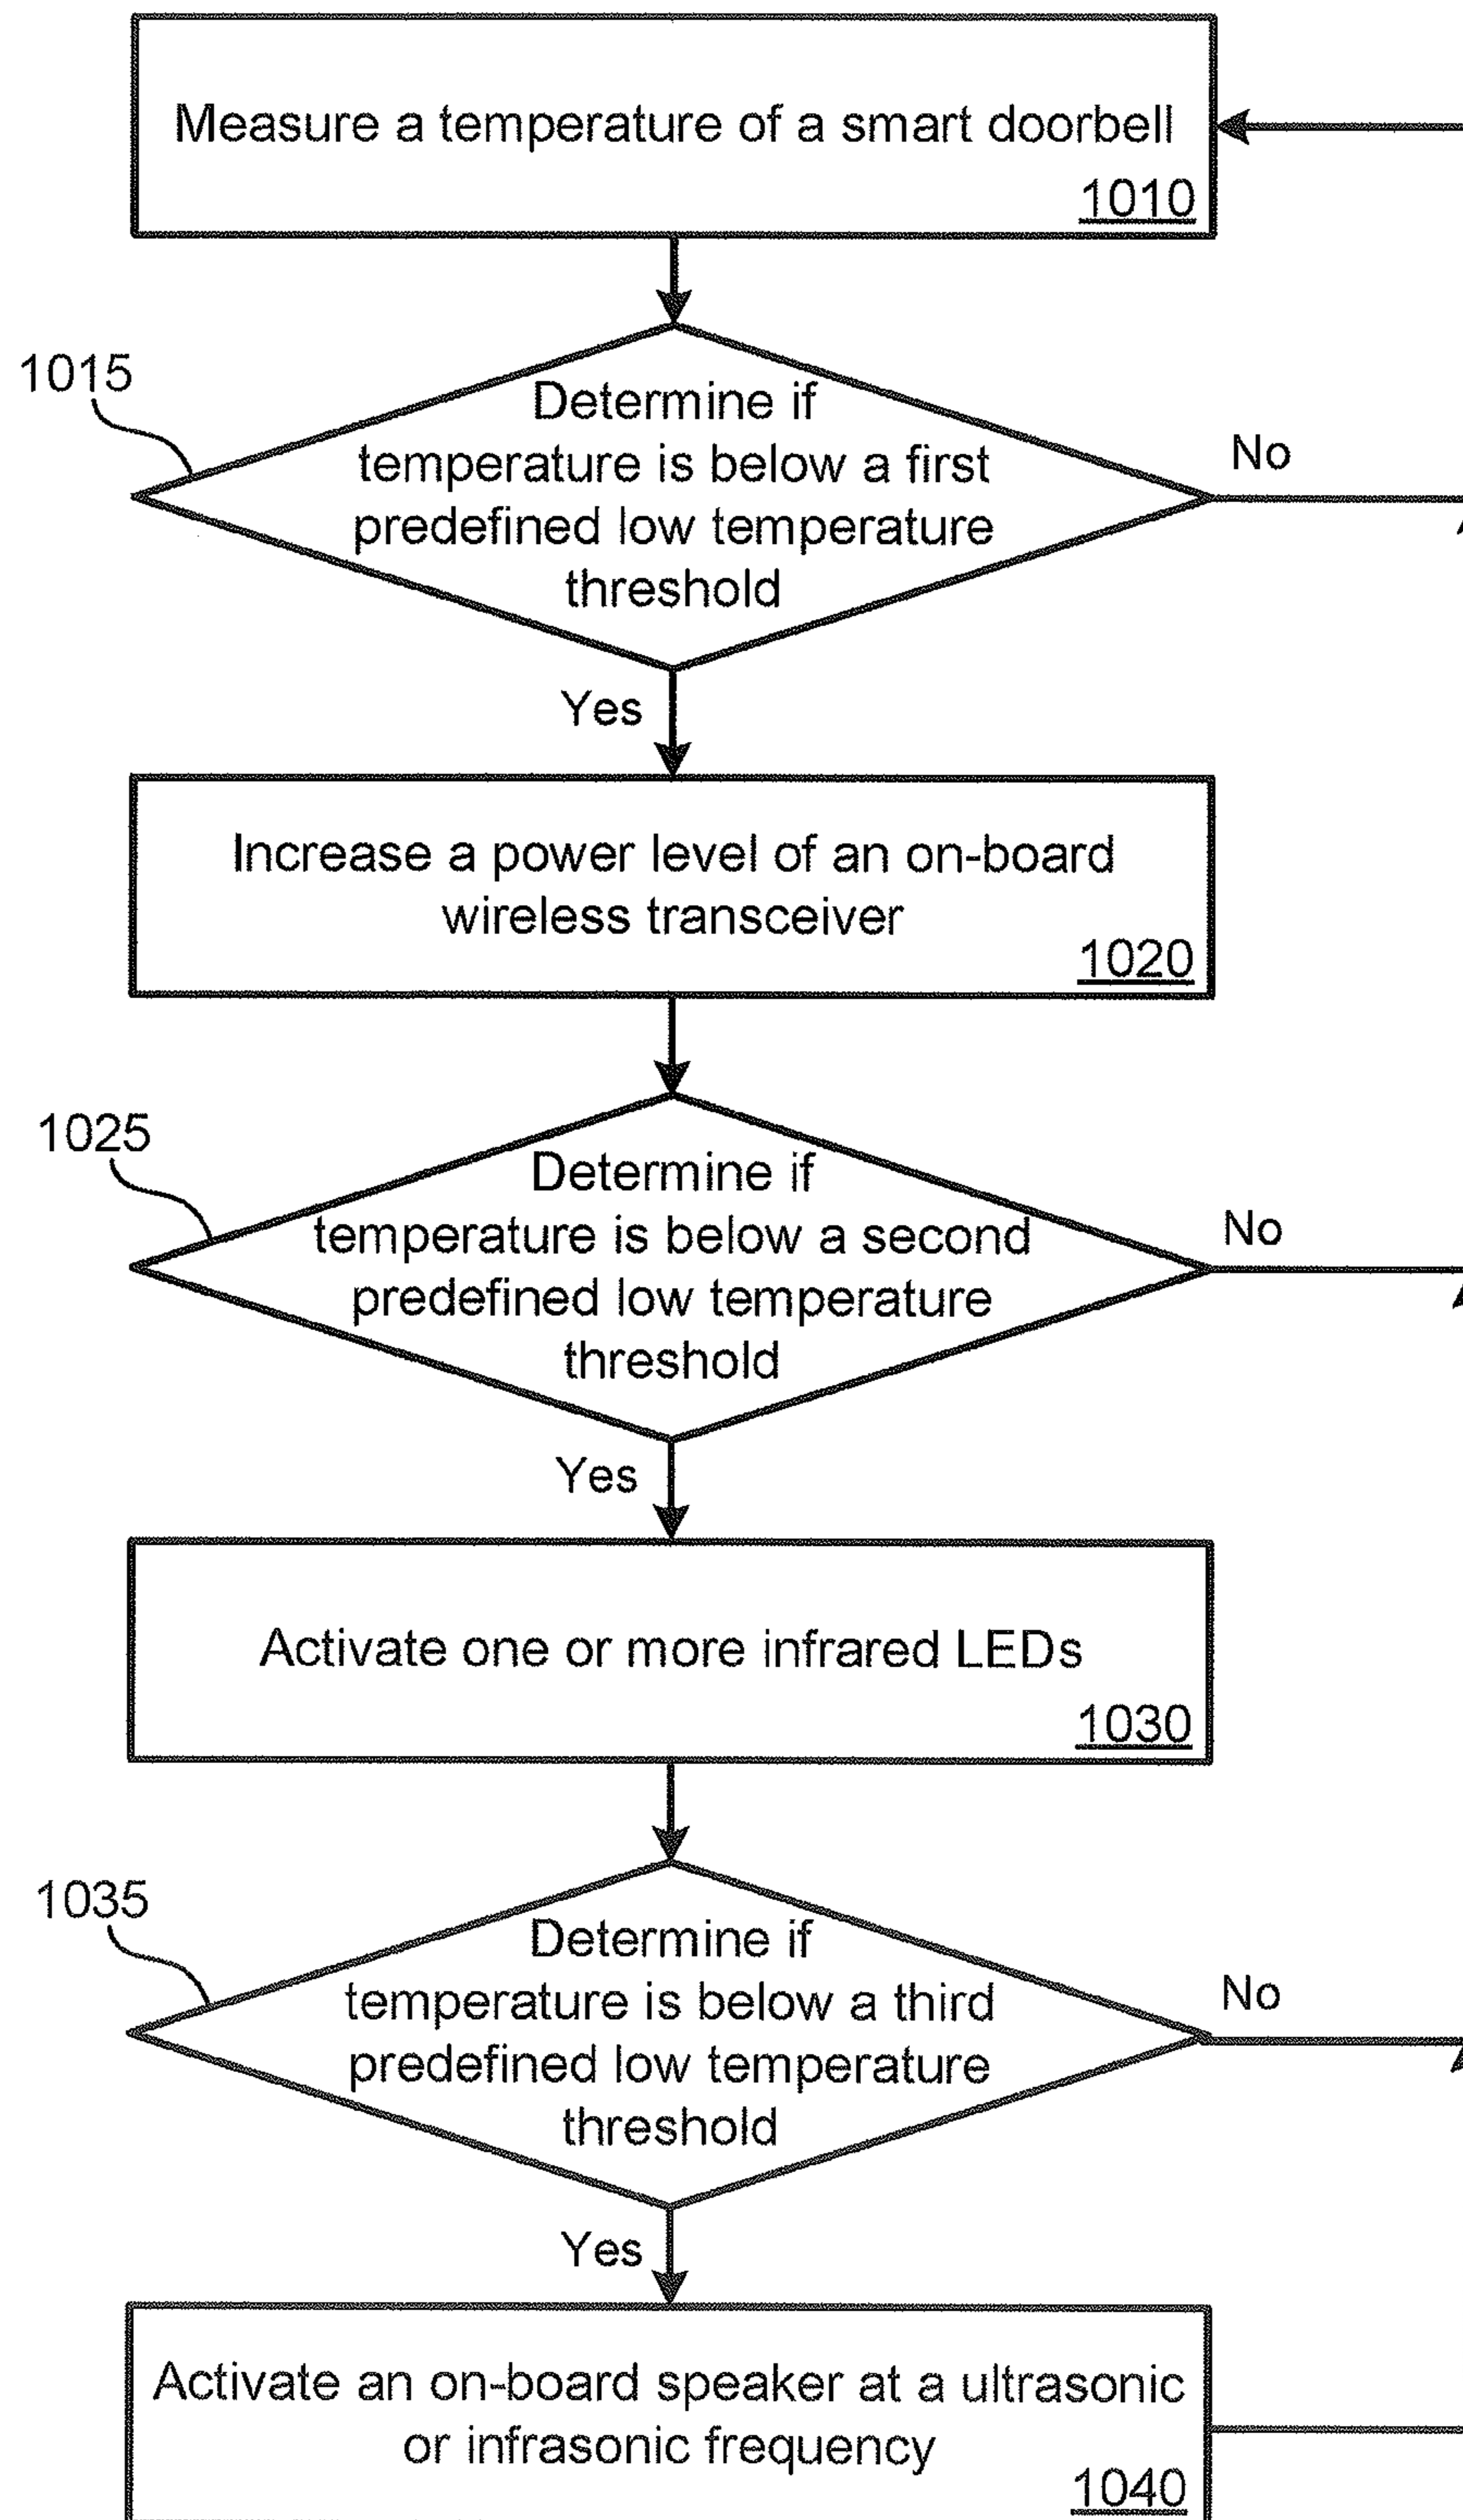 Measure a temperature of a smart doorbell
1010
1015
Determine if
temperature is below a first
predefined low temperature
threshold
No
Yes
Increase a power level of an on-board
wireless transceiver
1020
1025
Determine if
temperature is below a second
predefined low temperature
threshold
No
Yes
Activate one or more infrared LEDs
1030
1035
Determine if
temperature is below a third
predefined low temperature
threshold
No
Yes
Activate an on-board speaker at a ultrasonic
or infrasonic frequency
1040